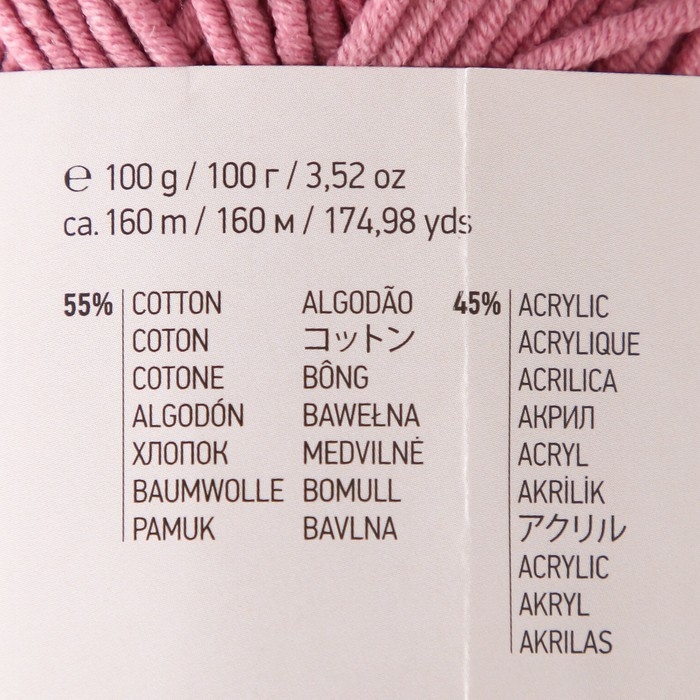 ℮ 100 g / 100 г / 3,52 oz
ca. 160 m / 160 м / 174,98 yds
55%
COTTON
COTON
COTONE
ALGODÓN
ХЛОПОК
BAUMWOLLE
PAMUK
ALGODÃO
コットン
BÔNG
BAWEŁNA
MEDVILNĖ
BOMULL
BAVLNA
45%
ACRYLIC
ACRYLIQUE
ACRILICA
АКРИЛ
ACRYL
AKRİLİK
アクリル
ACRYLIC
AKRYL
AKRILAS